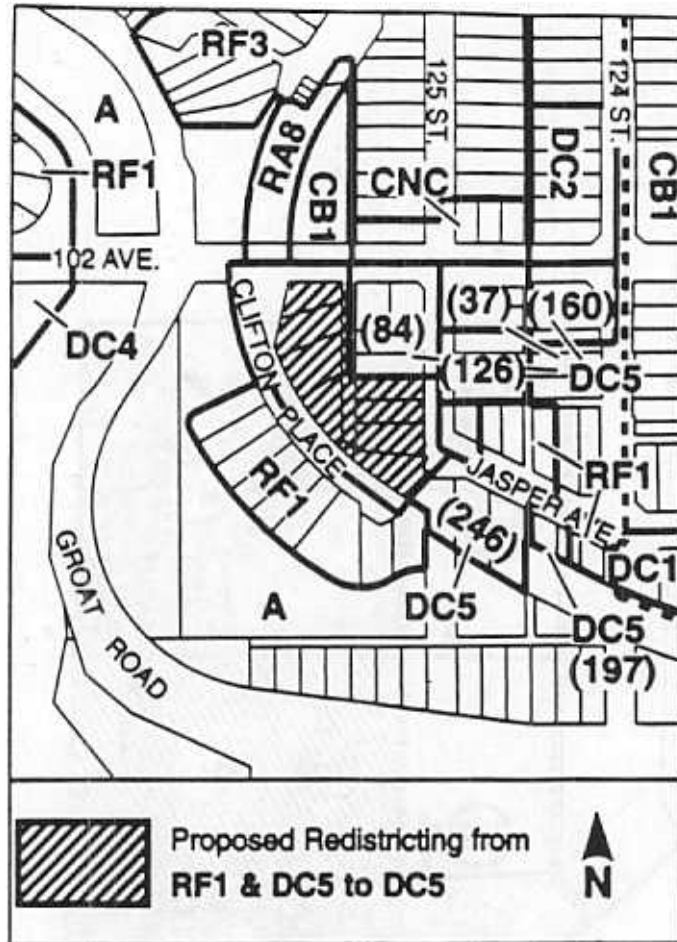 RF3
A
RF1
RA8
CB1
125 ST.
CNC
DC2
124 ST.
CB1
102 AVE.
DC4
CLIFTON PLACE
(84)
(37)
(160)
(126)
DC5
RF1
RF1
JASPER AVE.
(246)
DC5
A
DC1
DC5
(197)
GROAT ROAD
Proposed Redistricting from
RF1 & DC5 to DC5
N